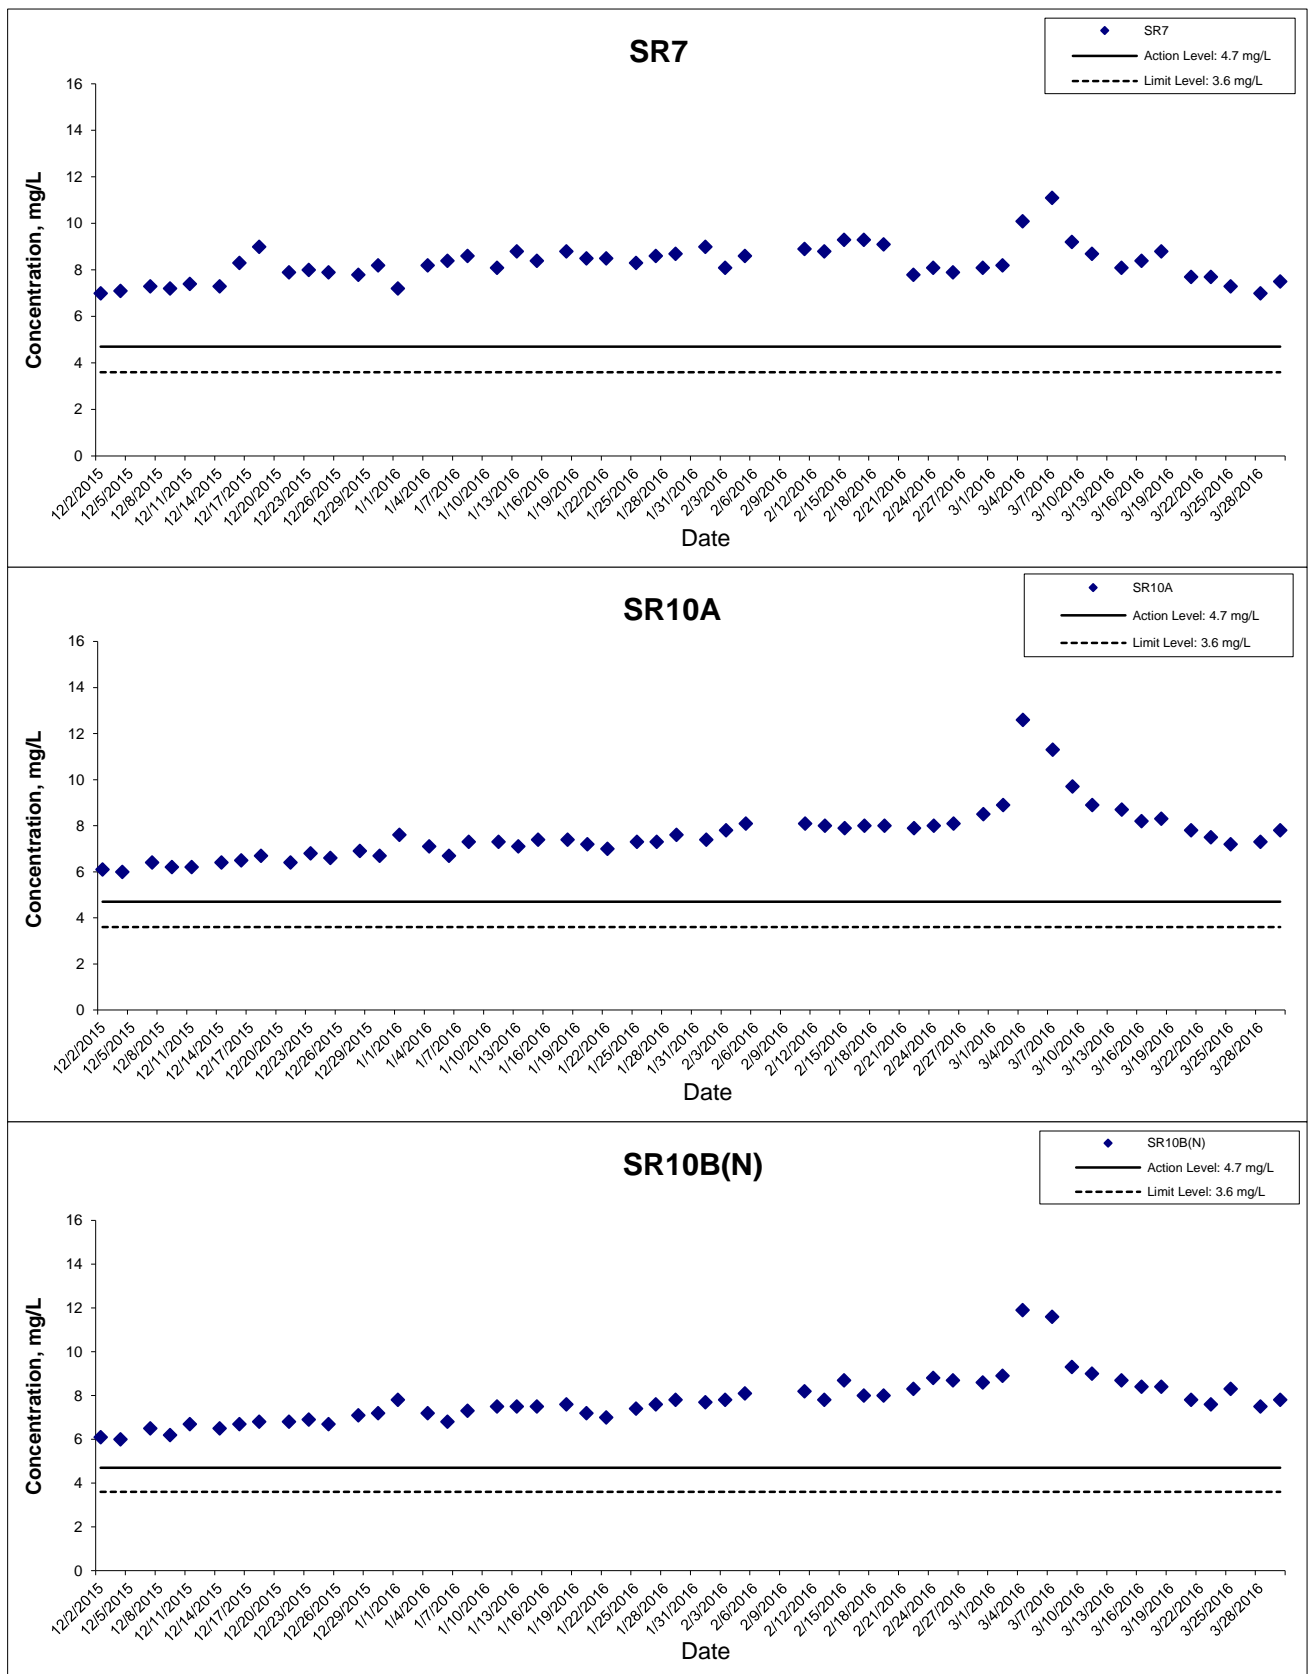 SR7
SR7
Action Level: 4.7 mg/L
Limit Level: 3.6 mg/L
Concentration, mg/L
16
14
12
10
8
6
4
2
0
12/2/2015 12/5/2015 12/8/2015 12/11/2015 12/14/2015 12/17/2015 12/20/2015 12/23/2015 12/26/2015 12/29/2015 1/1/2016 1/4/2016 1/7/2016 1/10/2016 1/13/2016 1/16/2016 1/19/2016 1/22/2016 1/25/2016 1/28/2016 1/31/2016 2/3/2016 2/6/2016 2/9/2016 2/12/2016 2/15/2016 2/18/2016 2/21/2016 2/24/2016 2/27/2016 3/1/2016 3/4/2016 3/7/2016 3/10/2016 3/13/2016 3/16/2016 3/19/2016 3/22/2016 3/25/2016 3/28/2016
Date
SR10A
SR10A
Action Level: 4.7 mg/L
Limit Level: 3.6 mg/L
Concentration, mg/L
16
14
12
10
8
6
4
2
0
12/2/2015 12/5/2015 12/8/2015 12/11/2015 12/14/2015 12/17/2015 12/20/2015 12/23/2015 12/26/2015 12/29/2015 1/1/2016 1/4/2016 1/7/2016 1/10/2016 1/13/2016 1/16/2016 1/19/2016 1/22/2016 1/25/2016 1/28/2016 1/31/2016 2/3/2016 2/6/2016 2/9/2016 2/12/2016 2/15/2016 2/18/2016 2/21/2016 2/24/2016 2/27/2016 3/1/2016 3/4/2016 3/7/2016 3/10/2016 3/13/2016 3/16/2016 3/19/2016 3/22/2016 3/25/2016 3/28/2016
Date
SR10B(N)
SR10B(N)
Action Level: 4.7 mg/L
Limit Level: 3.6 mg/L
Concentration, mg/L
16
14
12
10
8
6
4
2
0
12/2/2015 12/5/2015 12/8/2015 12/11/2015 12/14/2015 12/17/2015 12/20/2015 12/23/2015 12/26/2015 12/29/2015 1/1/2016 1/4/2016 1/7/2016 1/10/2016 1/13/2016 1/16/2016 1/19/2016 1/22/2016 1/25/2016 1/28/2016 1/31/2016 2/3/2016 2/6/2016 2/9/2016 2/12/2016 2/15/2016 2/18/2016 2/21/2016 2/24/2016 2/27/2016 3/1/2016 3/4/2016 3/7/2016 3/10/2016 3/13/2016 3/16/2016 3/19/2016 3/22/2016 3/25/2016 3/28/2016
Date